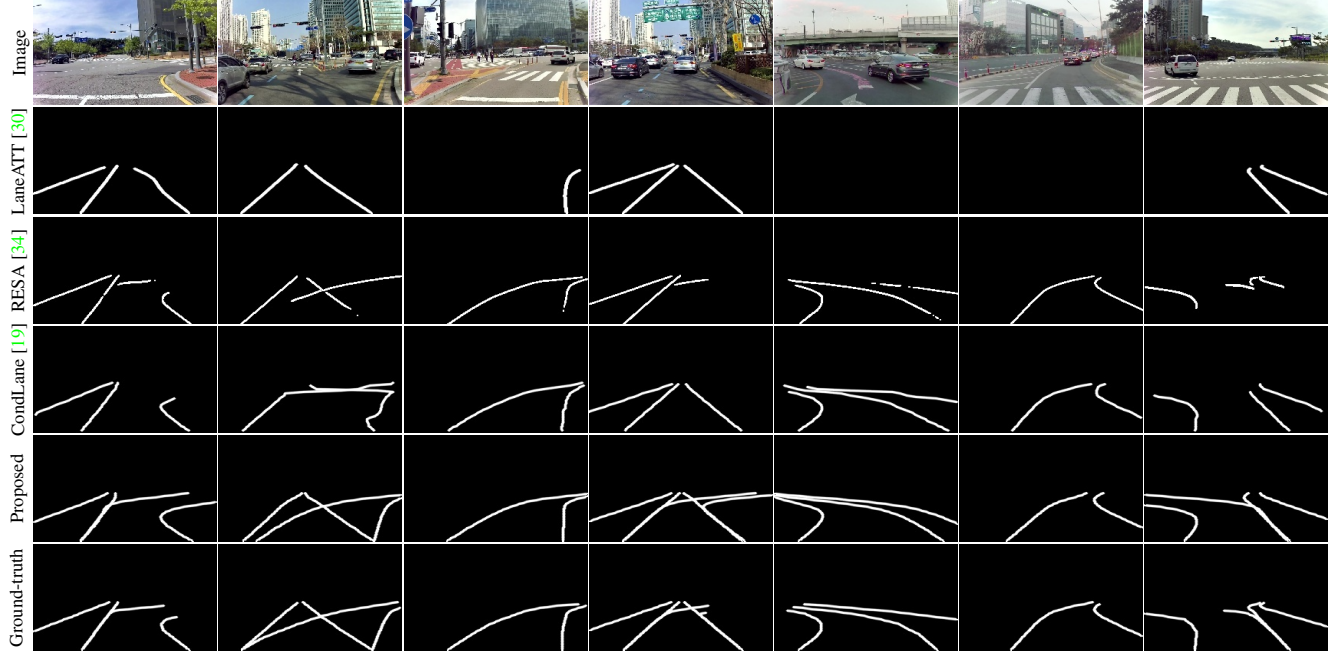 Image
LaneATT [30]
RESA [34]
CondLane [19]
Proposed
Ground-truth